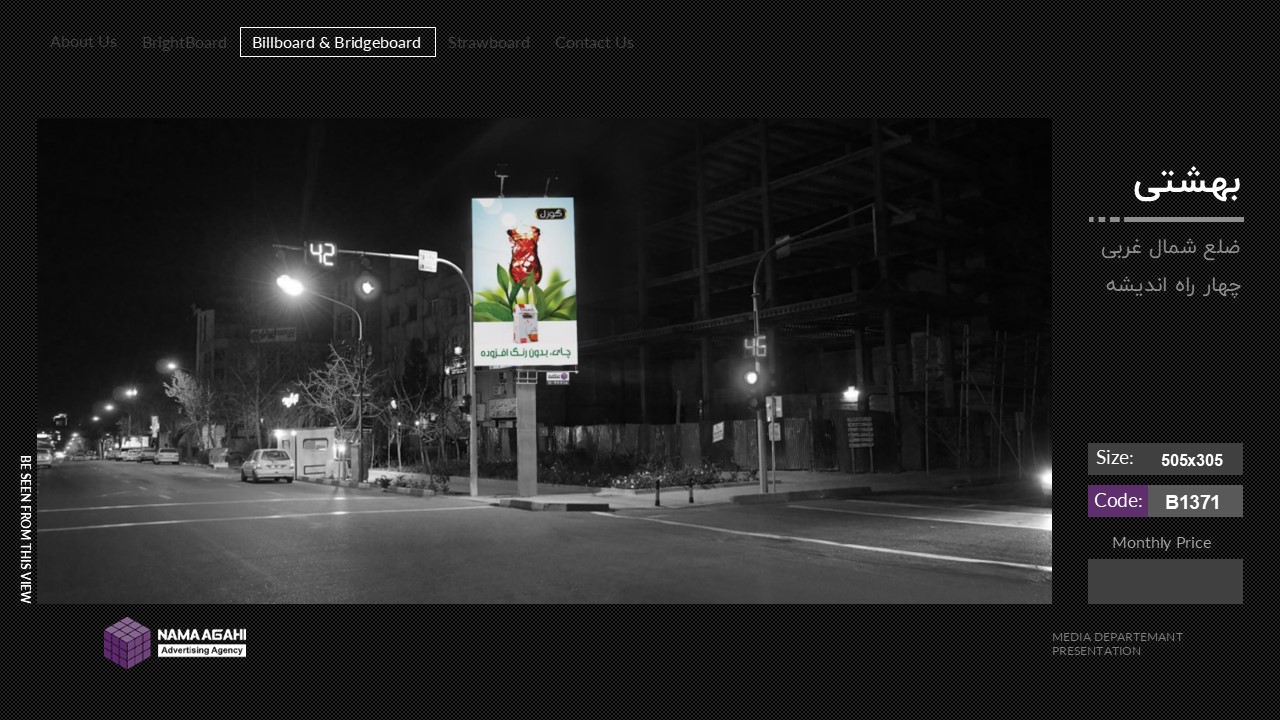 About Us
BrightBoard
Billboard & Bridgeboard
Strawboard
Contact Us
بهشتی
ضلع شمال غربی
چهار راه اندیشه
42
گورل
46
چای، بدون رنگ افزوده
Size: 505x305
Code: B1371
Monthly Price
BE SEEN FROM THIS VIEW
NAMA AGAHI
Advertising Agency
MEDIA DEPARTEMANT
PRESENTATION